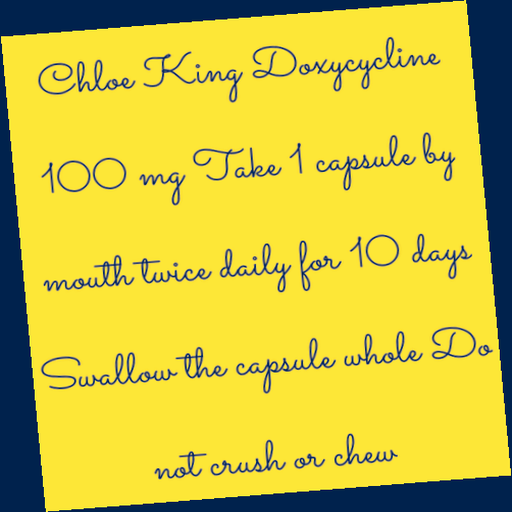 Chloe King Doxycycline
100 mg Take 1 capsule by
mouth twice daily for 10 days
Swallow the capsule whole Do
not crush or chew